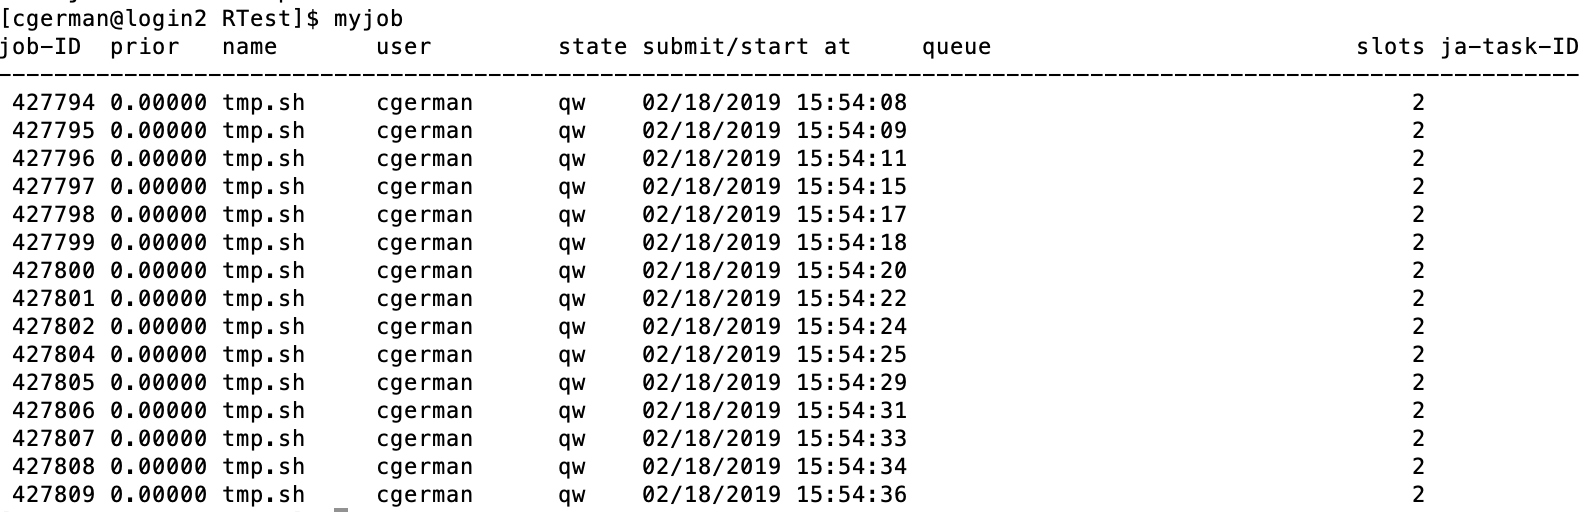 [cgerman@login2 RTest]$ myjob
job-ID  prior   name       user         state submit/start at     queue                          slots ja-task-ID
-----------------------------------------------------------------------------------------------------------------
 427794 0.00000 tmp.sh     cgerman      qw    02/18/2019 15:54:08                                    2
 427795 0.00000 tmp.sh     cgerman      qw    02/18/2019 15:54:09                                    2
 427796 0.00000 tmp.sh     cgerman      qw    02/18/2019 15:54:11                                    2
 427797 0.00000 tmp.sh     cgerman      qw    02/18/2019 15:54:15                                    2
 427798 0.00000 tmp.sh     cgerman      qw    02/18/2019 15:54:17                                    2
 427799 0.00000 tmp.sh     cgerman      qw    02/18/2019 15:54:18                                    2
 427800 0.00000 tmp.sh     cgerman      qw    02/18/2019 15:54:20                                    2
 427801 0.00000 tmp.sh     cgerman      qw    02/18/2019 15:54:22                                    2
 427802 0.00000 tmp.sh     cgerman      qw    02/18/2019 15:54:24                                    2
 427804 0.00000 tmp.sh     cgerman      qw    02/18/2019 15:54:25                                    2
 427805 0.00000 tmp.sh     cgerman      qw    02/18/2019 15:54:29                                    2
 427806 0.00000 tmp.sh     cgerman      qw    02/18/2019 15:54:31                                    2
 427807 0.00000 tmp.sh     cgerman      qw    02/18/2019 15:54:33                                    2
 427808 0.00000 tmp.sh     cgerman      qw    02/18/2019 15:54:34                                    2
 427809 0.00000 tmp.sh     cgerman      qw    02/18/2019 15:54:36                                    2